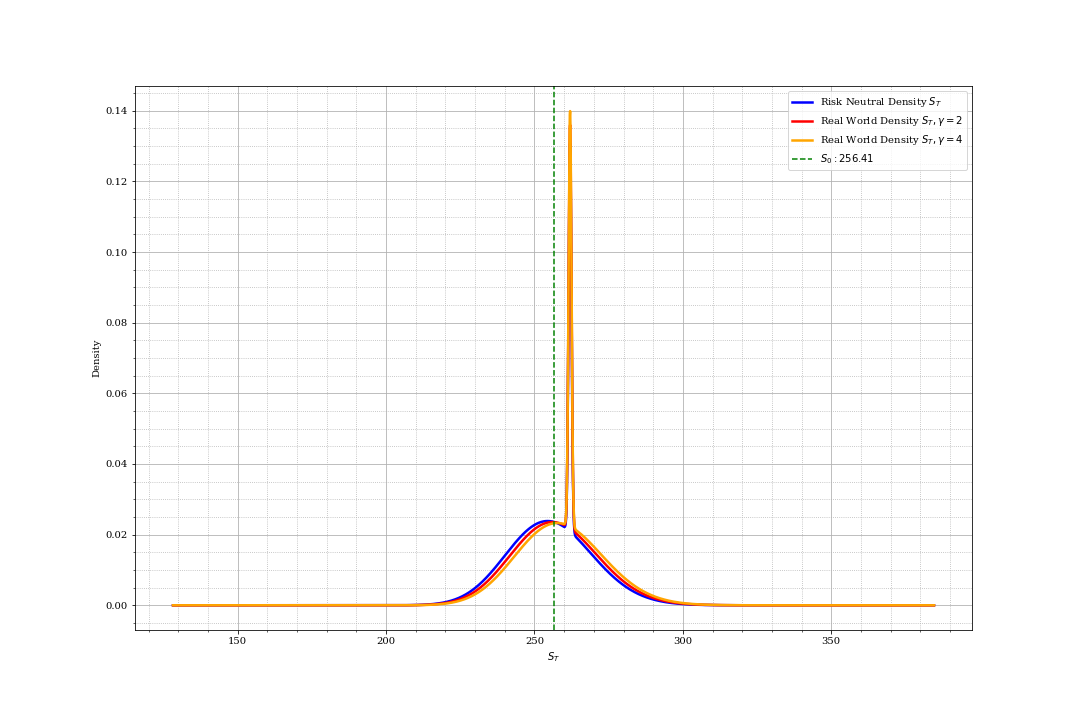 0.14
0.12
0.10
0.08
0.06
0.04
0.02
0.00
Density
150
200
250
300
350
S_T
Risk Neutral Density S_T
Real World Density S_T, γ = 2
Real World Density S_T, γ = 4
S_0 : 256.41